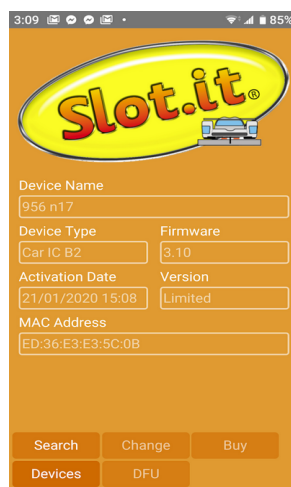 3:09 85%
Slot.it®
Device Name
956 n17
Device Type Firmware
Car IC B2 3.10
Activation Date Version
21/01/2020 15:08 Limited
MAC Address
ED:36:E3:E3:5C:0B
Search Change Buy
Devices DFU